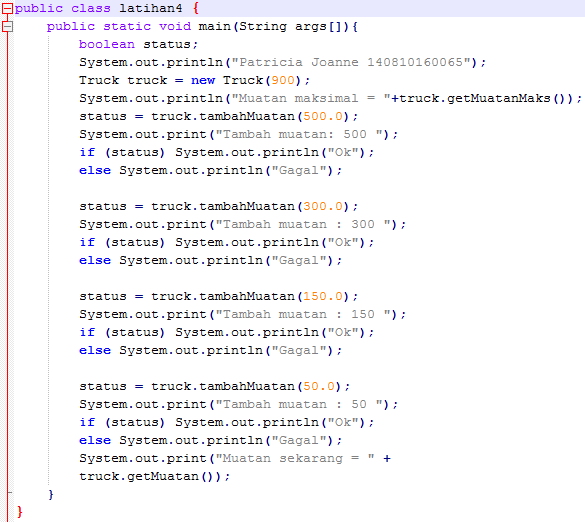 public class latihan4 {
    public static void main(String args[]){
        boolean status;
        System.out.println("Patricia Joanne 140810160065");
        Truck truck = new Truck(900);
        System.out.println("Muatan maksimal = "+truck.getMuatanMaks());
        status = truck.tambahMuatan(500.0);
        System.out.print("Tambah muatan: 500 ");
        if (status) System.out.println("Ok");
        else System.out.println("Gagal");

        status = truck.tambahMuatan(300.0);
        System.out.print("Tambah muatan : 300 ");
        if (status) System.out.println("Ok");
        else System.out.println("Gagal");

        status = truck.tambahMuatan(150.0);
        System.out.print("Tambah muatan : 150 ");
        if (status) System.out.println("Ok");
        else System.out.println("Gagal");

        status = truck.tambahMuatan(50.0);
        System.out.print("Tambah muatan : 50 ");
        if (status) System.out.println("Ok");
        else System.out.println("Gagal");
        System.out.print("Muatan sekarang = " +
        truck.getMuatan());
    }
}